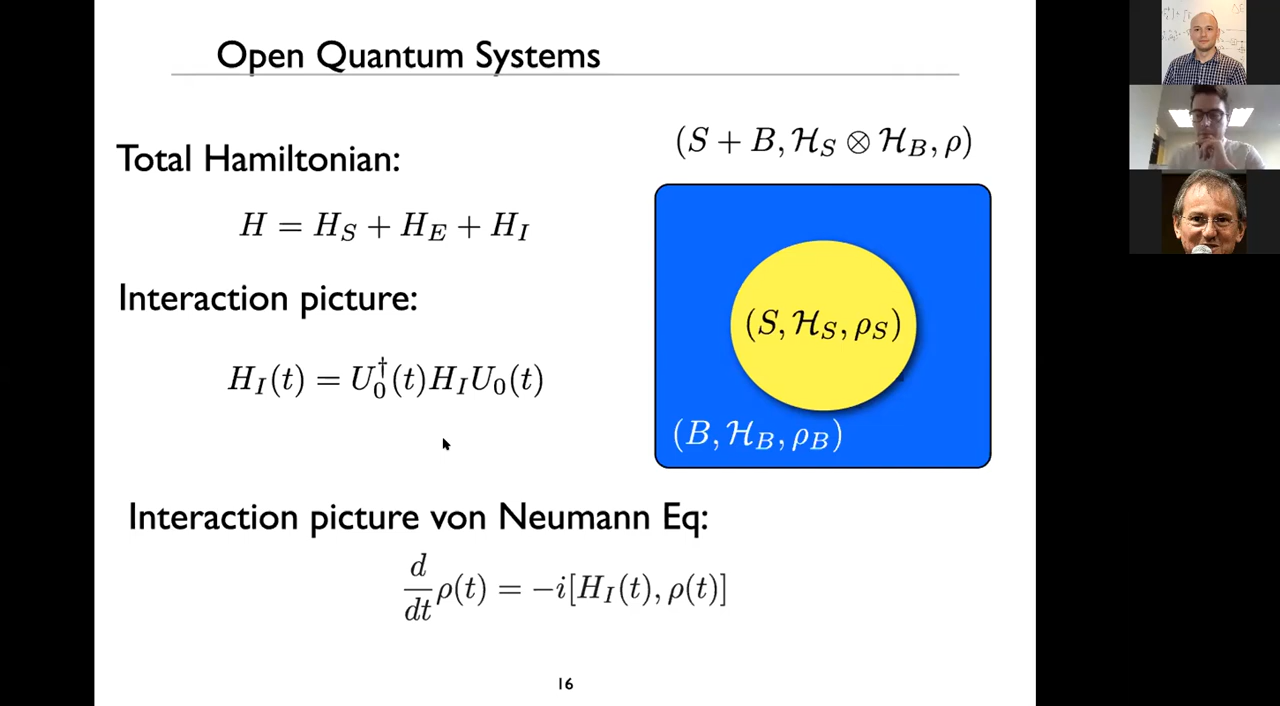 Open Quantum Systems
Total Hamiltonian:
H = H_S + H_E + H_I
Interaction picture:
H_I(t) = U_0^†(t)H_I U_0(t)
(S + B, ℋ_S ⊗ ℋ_B, ρ)
(S, ℋ_S, ρ_S)
(B, ℋ_B, ρ_B)
Interaction picture von Neumann Eq:
d/dt ρ(t) = −i[H_I(t), ρ(t)]
16